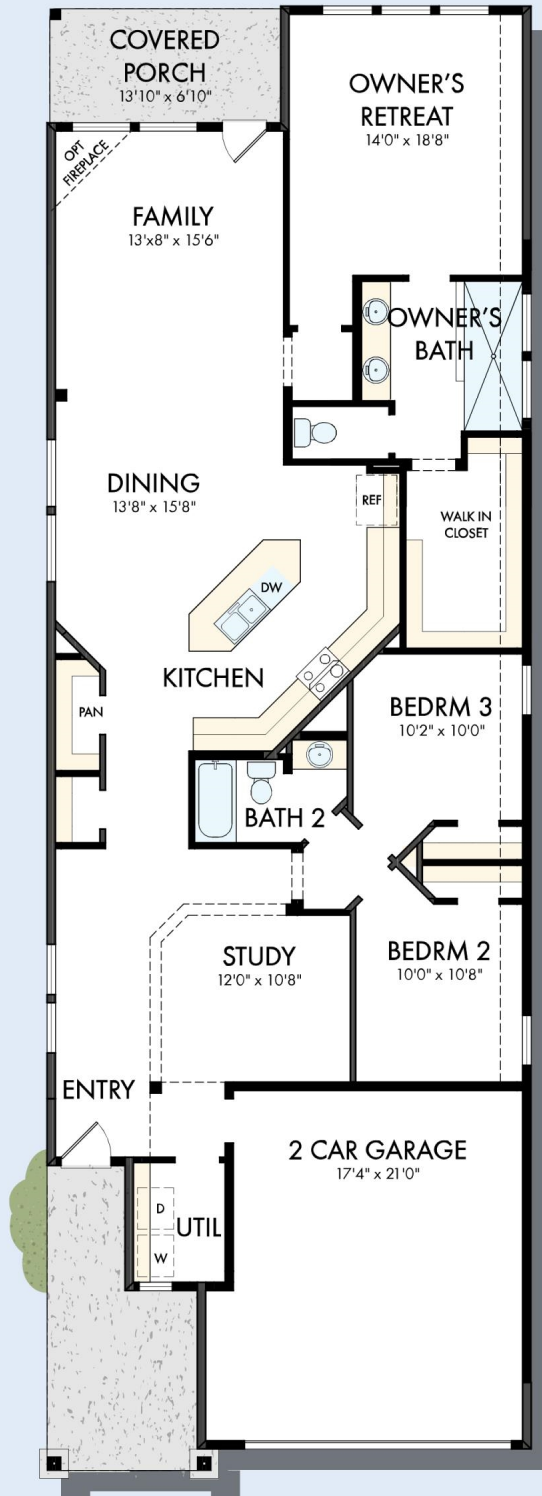 COVERED
PORCH
13'10" x 6'10"
OWNER'S
RETREAT
14'0" x 18'8"
OPT
FIREPLACE
FAMILY
13'x8" x 15'6"
OWNER'S
BATH
DINING
13'8" x 15'8"
REF
WALK IN
CLOSET
DW
KITCHEN
PAN
BEDRM 3
10'2" x 10'0"
BATH 2
STUDY
12'0" x 10'8"
BEDRM 2
10'0" x 10'8"
ENTRY
2 CAR GARAGE
17'4" x 21'0"
D
UTIL
W